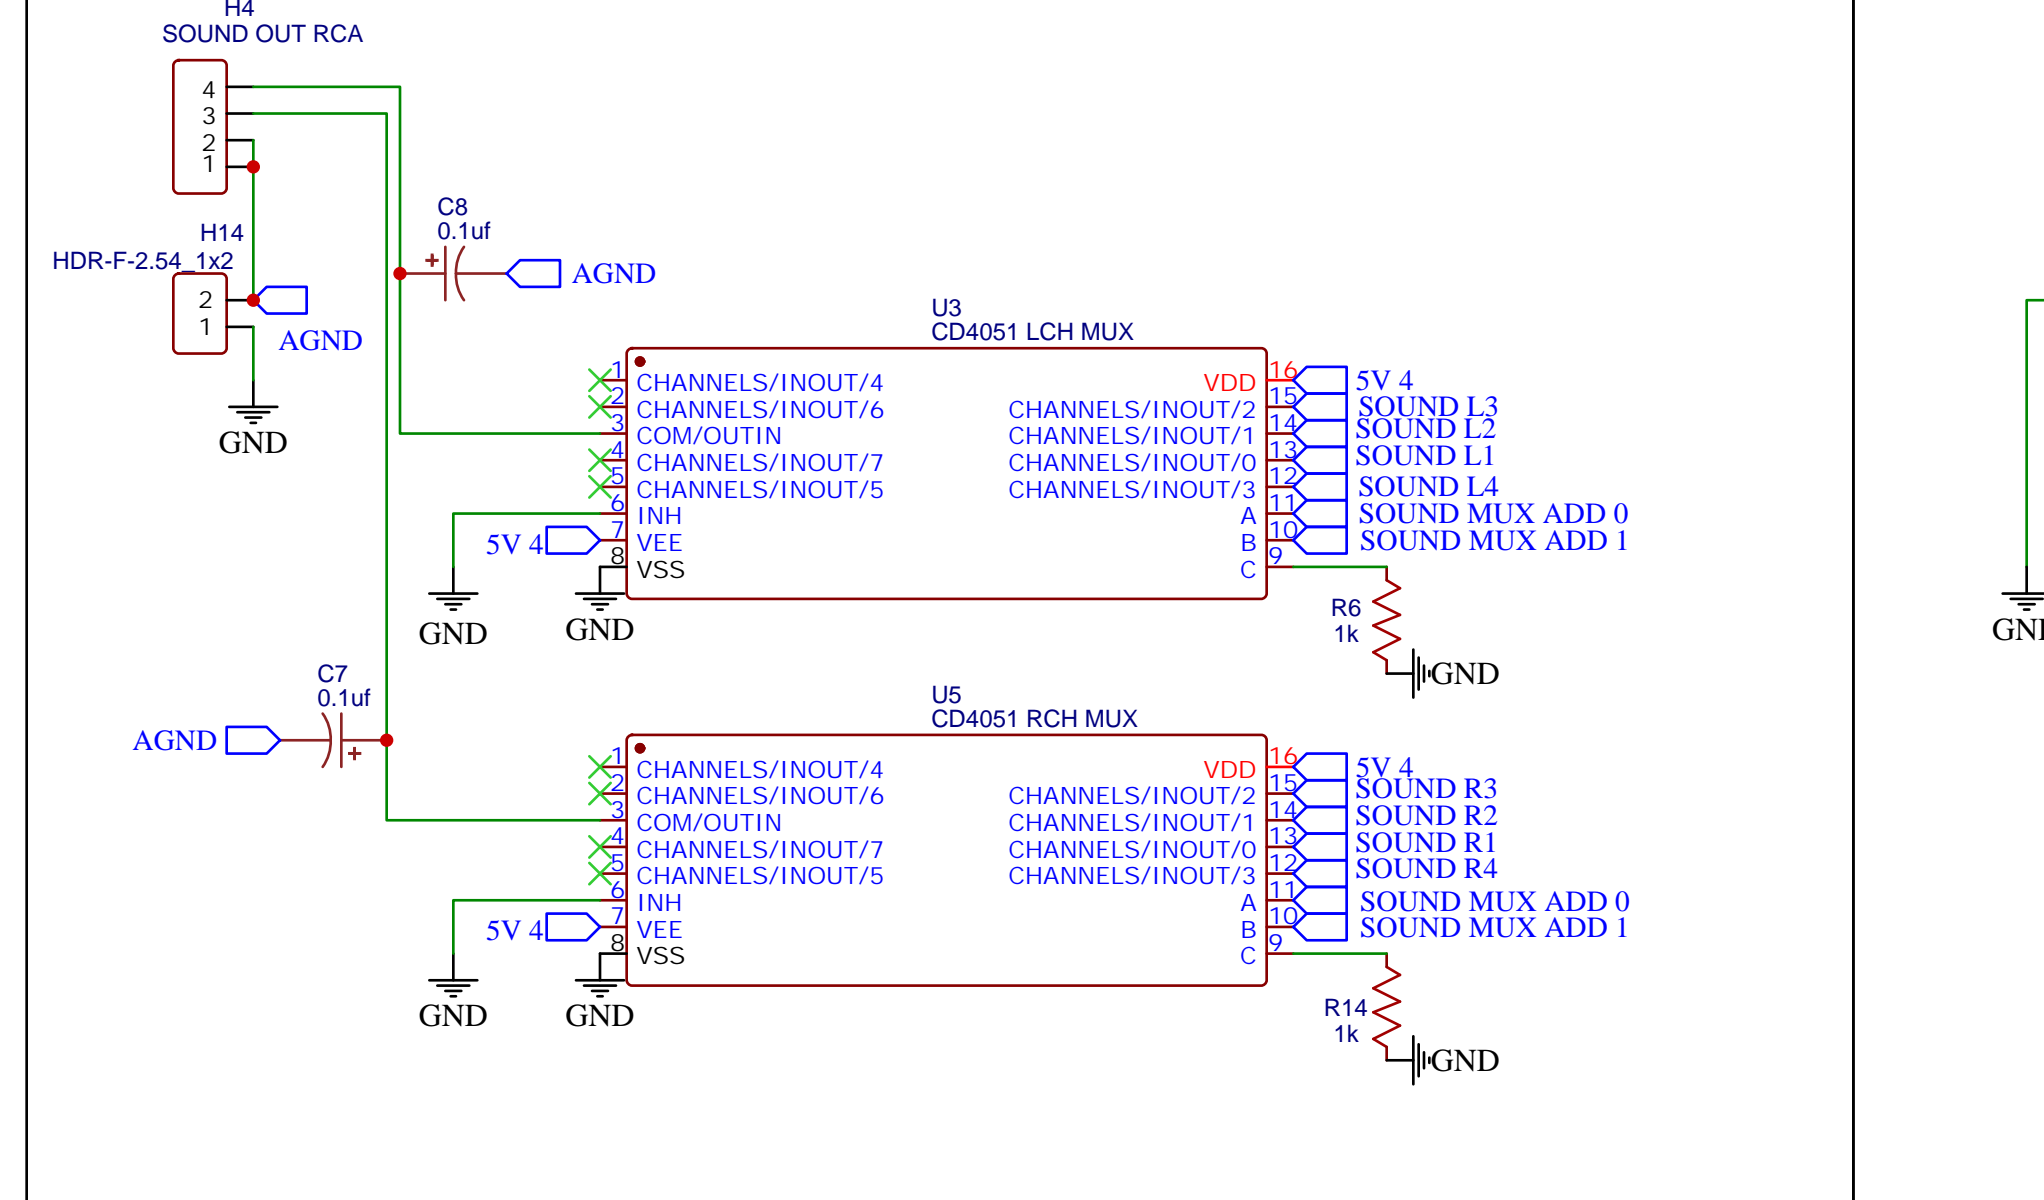 H4
SOUND OUT RCA
4
3
2
1
H14
HDR-F-2.54_1x2
2
1
AGND
GND
C8
0.1uf
+
AGND
U3
CD4051 LCH MUX
1 CHANNELS/INOUT/4
2 CHANNELS/INOUT/6
3 COM/OUTIN
4 CHANNELS/INOUT/7
5 CHANNELS/INOUT/5
6 INH
5V 4 7 VEE
8 VSS
VDD 16 5V 4
CHANNELS/INOUT/2 15 SOUND L3
CHANNELS/INOUT/1 14 SOUND L2
CHANNELS/INOUT/0 13 SOUND L1
CHANNELS/INOUT/3 12 SOUND L4
A 11 SOUND MUX ADD 0
B 10 SOUND MUX ADD 1
C 9
GND
GND
R6
1k
GND
C7
0.1uf
AGND
+
U5
CD4051 RCH MUX
1 CHANNELS/INOUT/4
2 CHANNELS/INOUT/6
3 COM/OUTIN
4 CHANNELS/INOUT/7
5 CHANNELS/INOUT/5
6 INH
5V 4 7 VEE
8 VSS
VDD 16 5V 4
CHANNELS/INOUT/2 15 SOUND R3
CHANNELS/INOUT/1 14 SOUND R2
CHANNELS/INOUT/0 13 SOUND R1
CHANNELS/INOUT/3 12 SOUND R4
A 11 SOUND MUX ADD 0
B 10 SOUND MUX ADD 1
C 9
GND
GND
R14
1k
GND